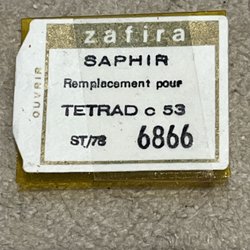 zafira
OUVRIR
SAPHIR
Remplacement pour
TETRAD c 53
ST/78 6866